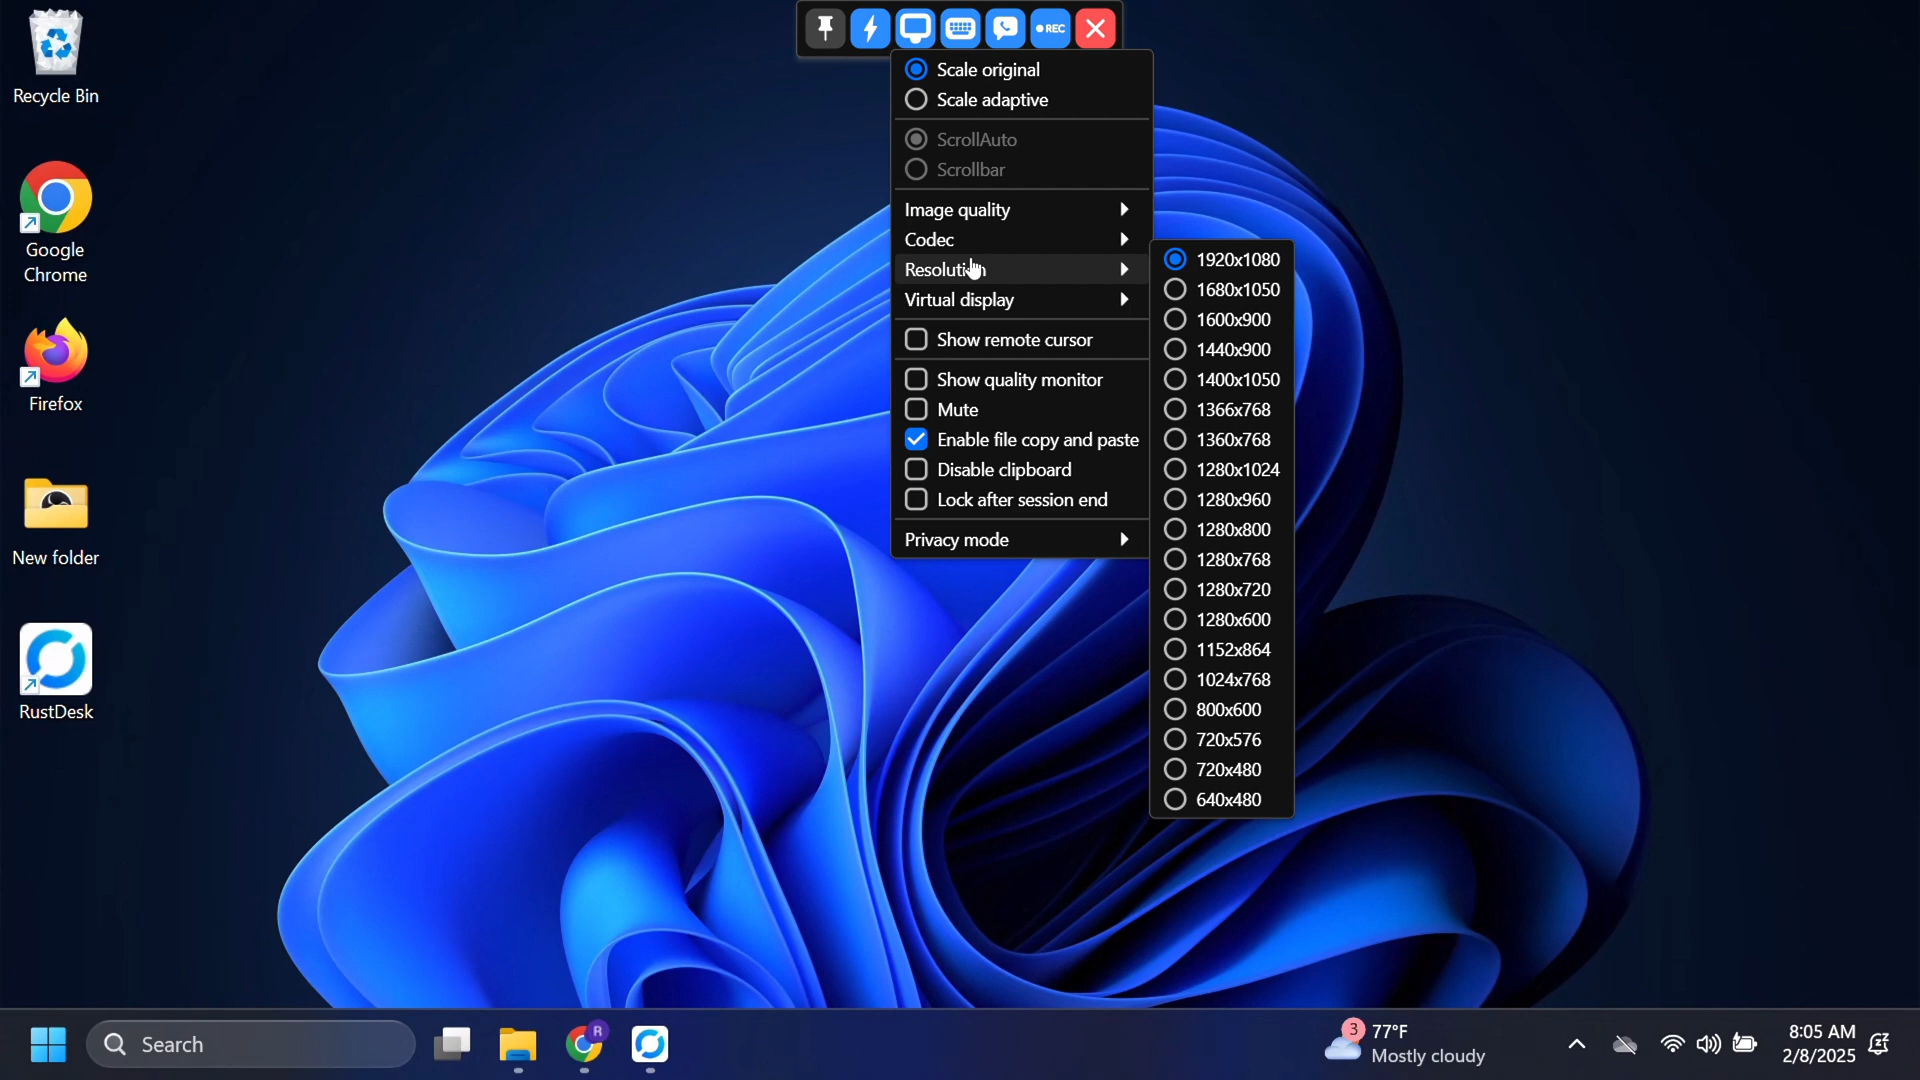 REC
Recycle Bin
Google
Chrome
Firefox
New folder
RustDesk
Scale original
Scale adaptive
ScrollAuto
Scrollbar
Image quality
Codec
Resolution
Virtual display
Show remote cursor
Show quality monitor
Mute
Enable file copy and paste
Disable clipboard
Lock after session end
Privacy mode
1920x1080
1680x1050
1600x900
1440x900
1400x1050
1366x768
1360x768
1280x1024
1280x960
1280x800
1280x768
1280x720
1280x600
1152x864
1024x768
800x600
720x576
720x480
640x480
Search
R
3
77°F
Mostly cloudy
8:05 AM
2/8/2025